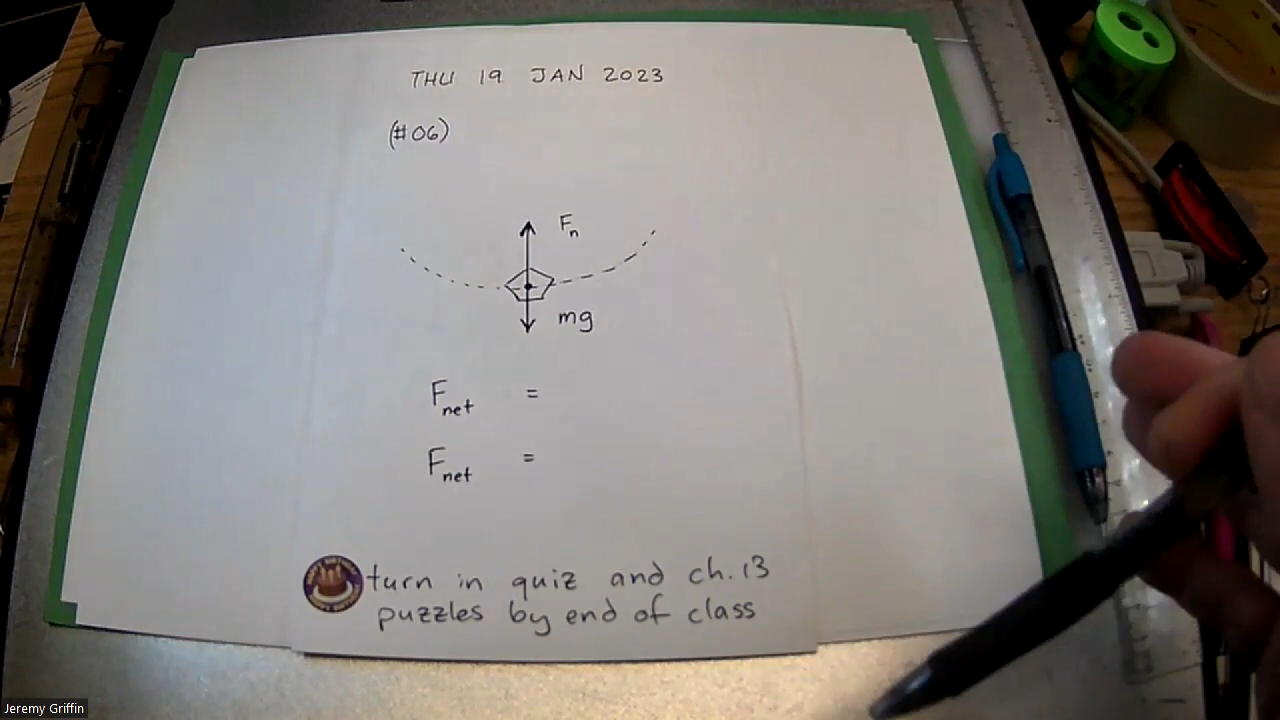 THU 19 JAN 2023
(#06)
Fn
mg
Fnet =
Fnet =
turn in quiz and ch. 13
puzzles by end of class
Jeremy Griffin